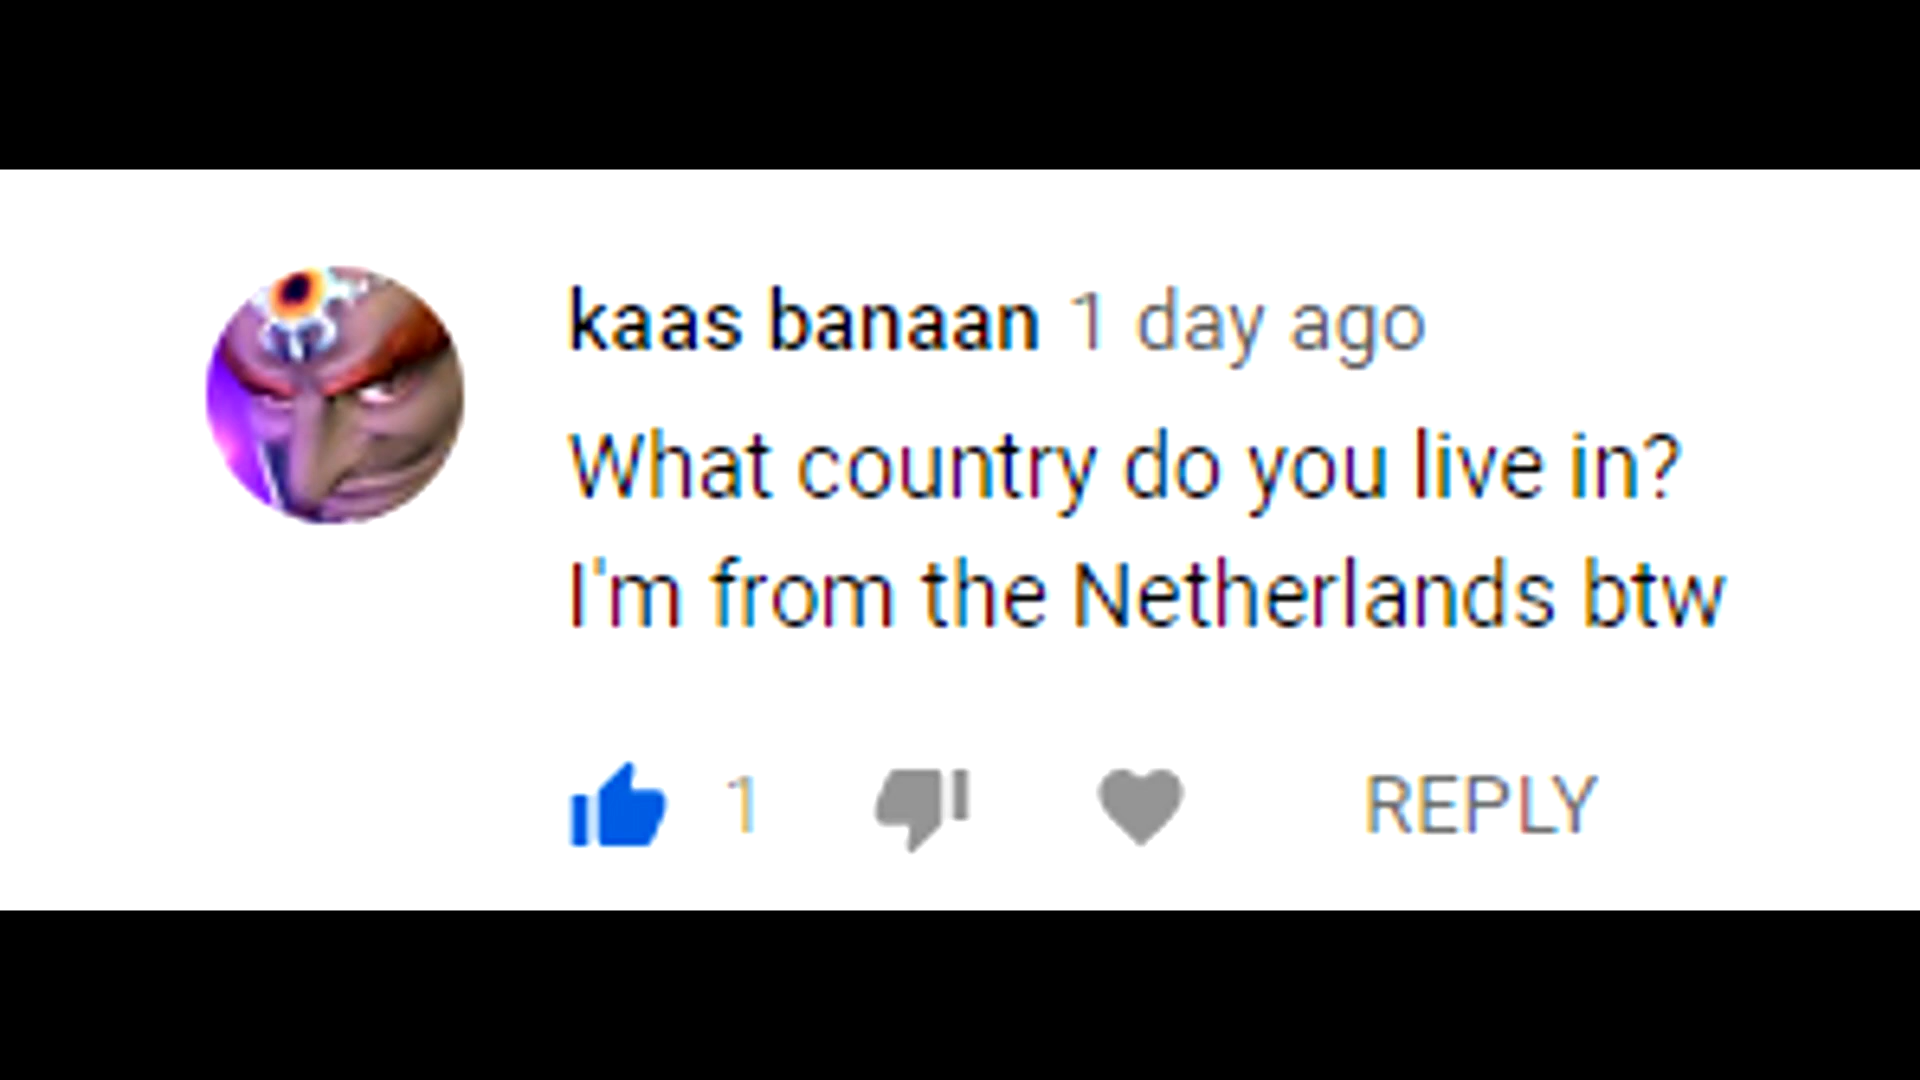 kaas banaan 1 day ago
What country do you live in?
I'm from the Netherlands btw
1 REPLY